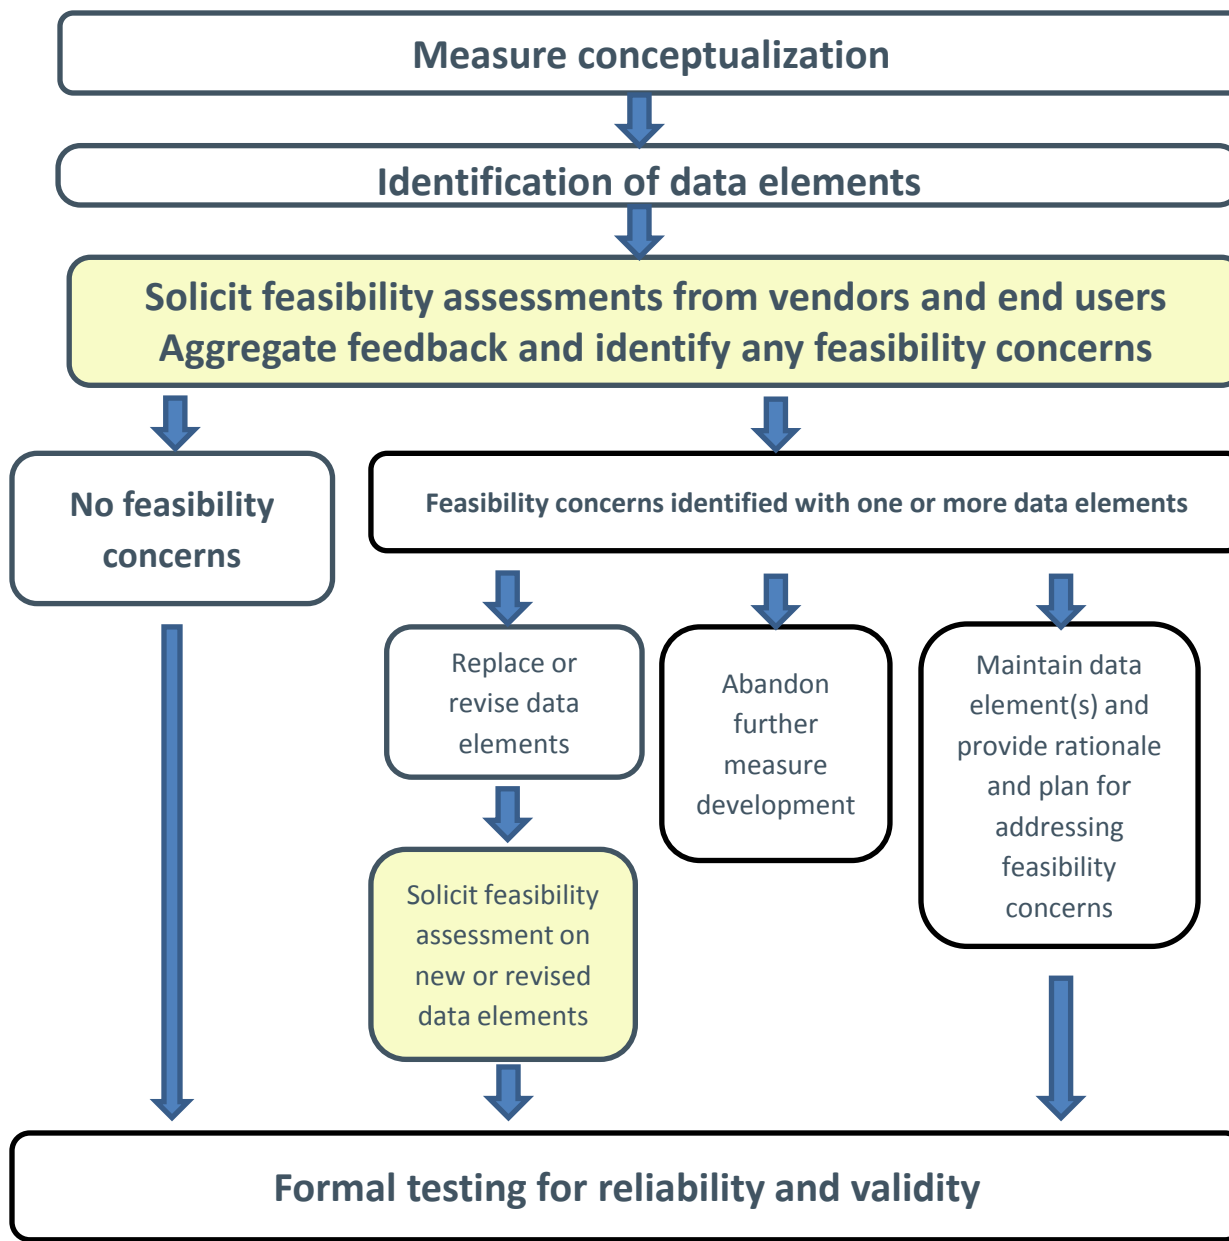 Measure conceptualization
Identification of data elements
Solicit feasibility assessments from vendors and end users
Aggregate feedback and identify any feasibility concerns
No feasibility
concerns
Feasibility concerns identified with one or more data elements
Replace or
revise data
elements
Abandon
further
measure
development
Maintain data
element(s) and
provide rationale
and plan for
addressing
feasibility
concerns
Solicit feasibility
assessment on
new or revised
data elements
Formal testing for reliability and validity